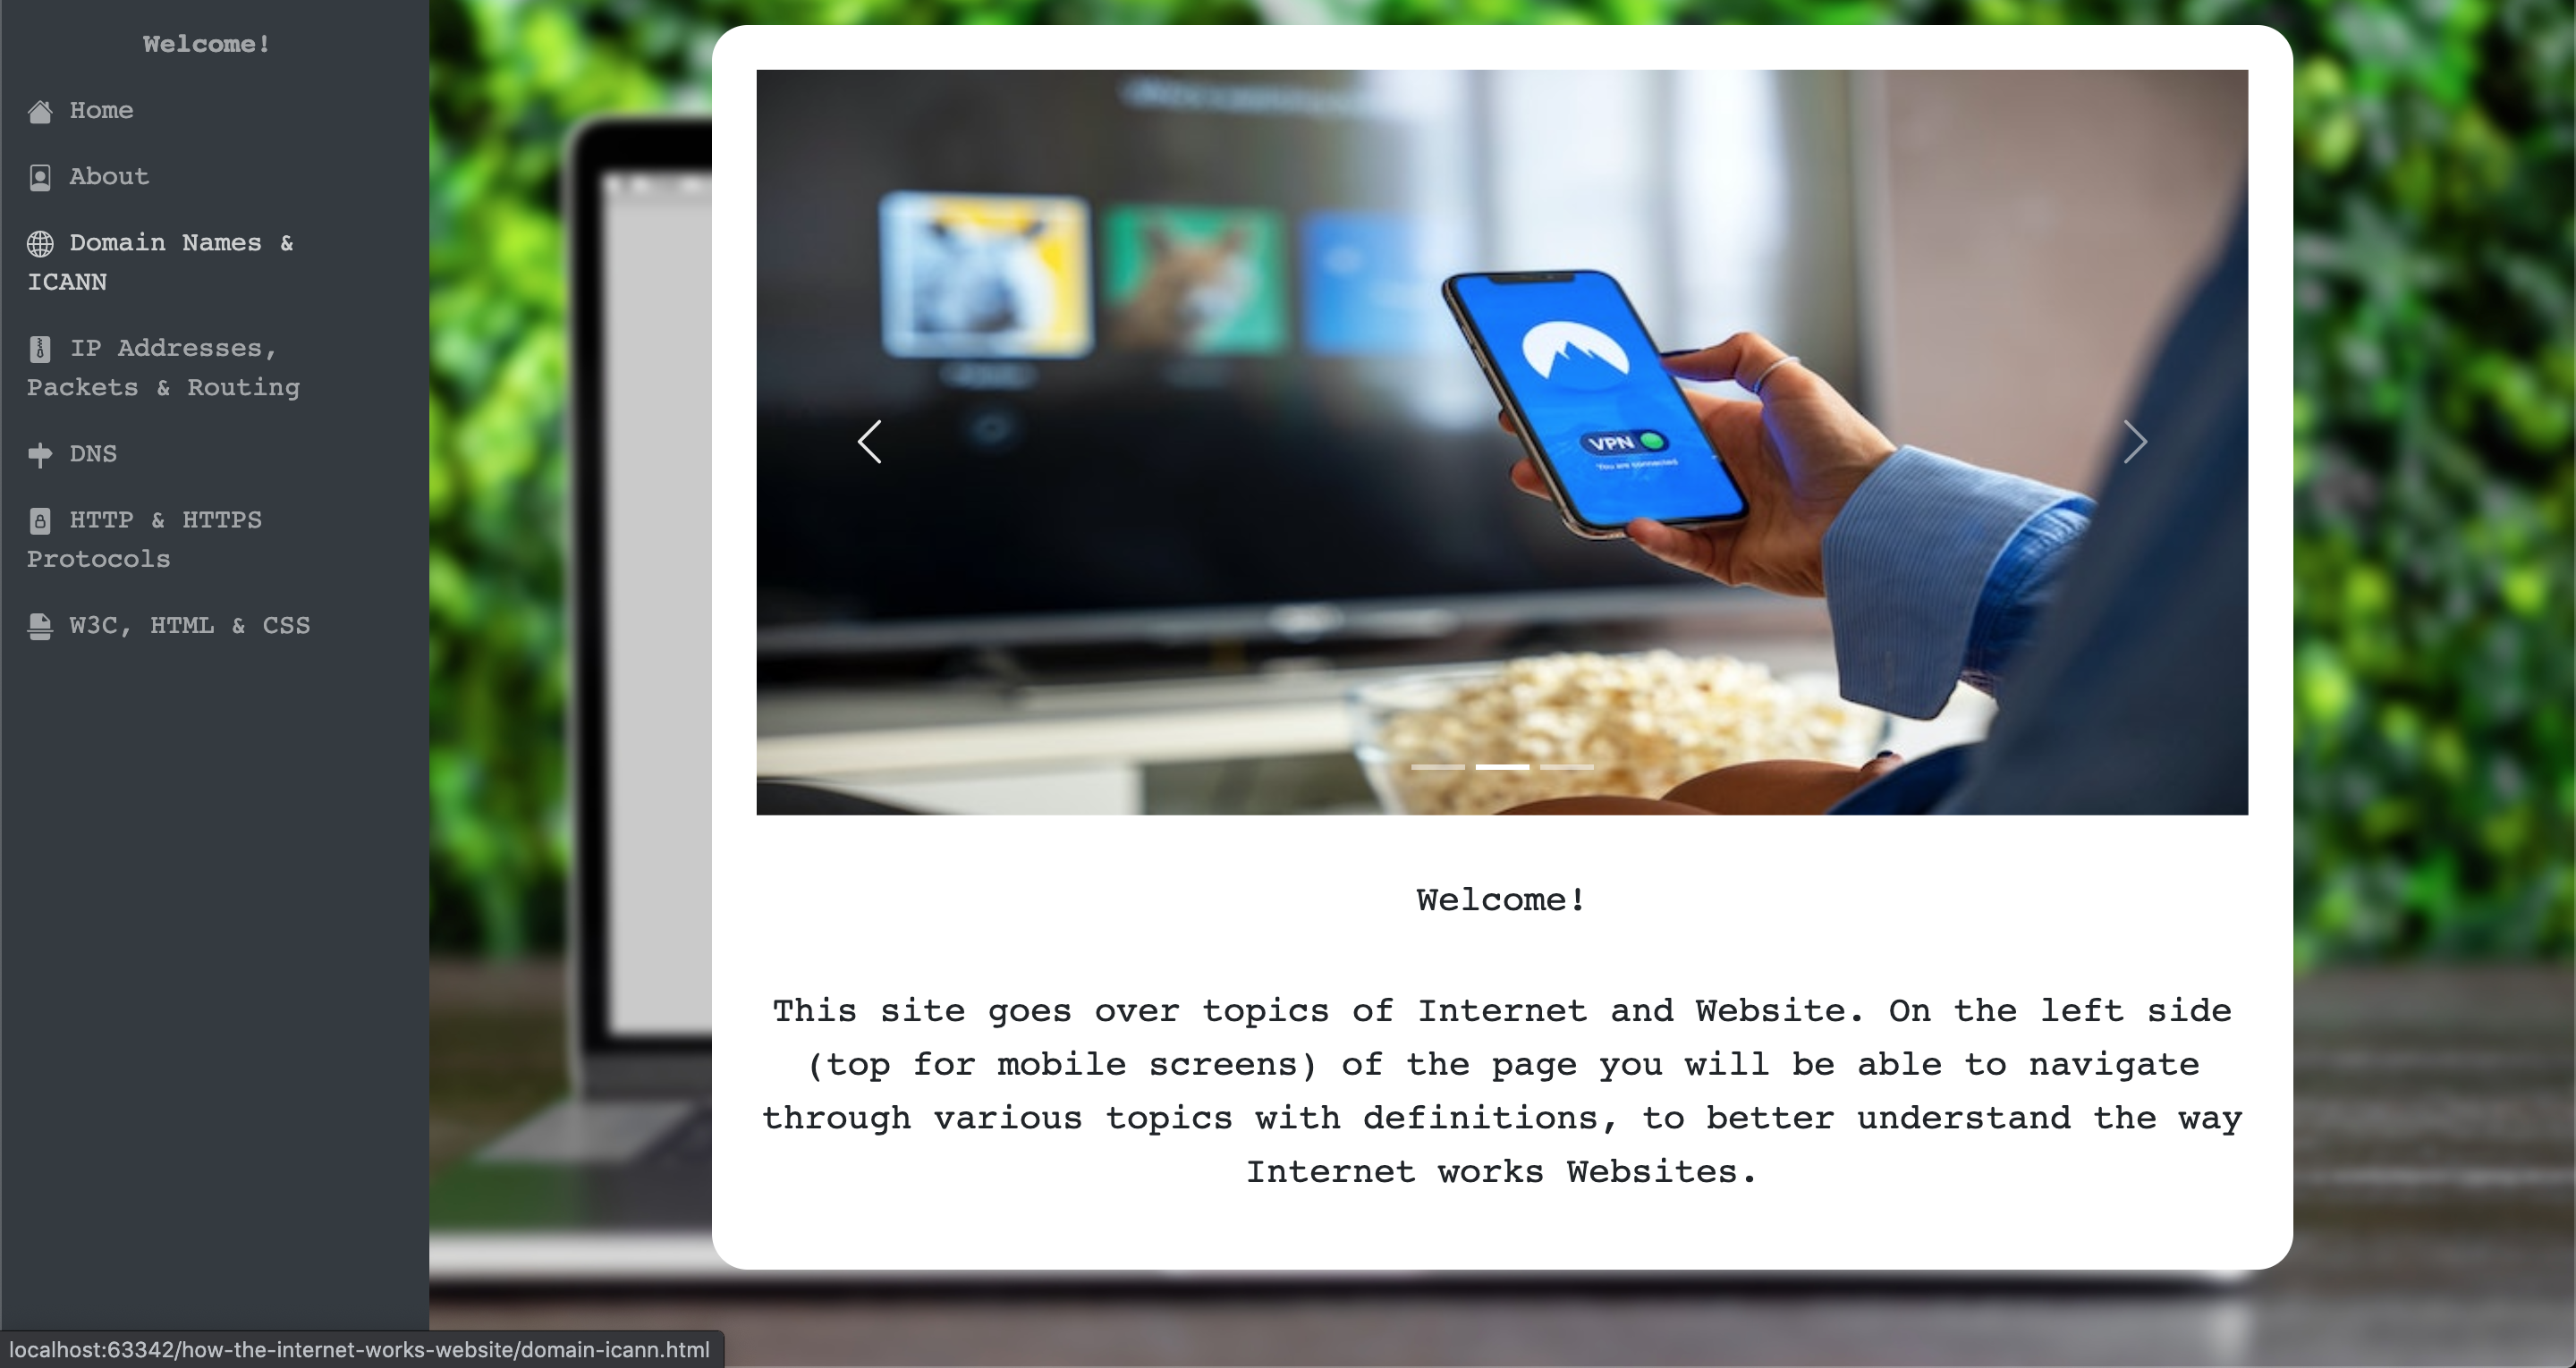 Welcome!
Home
About
Domain Names &
ICANN
IP Addresses,
Packets & Routing
DNS
HTTP & HTTPS
Protocols
W3C, HTML & CSS
VPN
You are connected
Welcome!
This site goes over topics of Internet and Website. On the left side
(top for mobile screens) of the page you will be able to navigate
through various topics with definitions, to better understand the way
Internet works Websites.
localhost:63342/how-the-internet-works-website/domain-icann.html